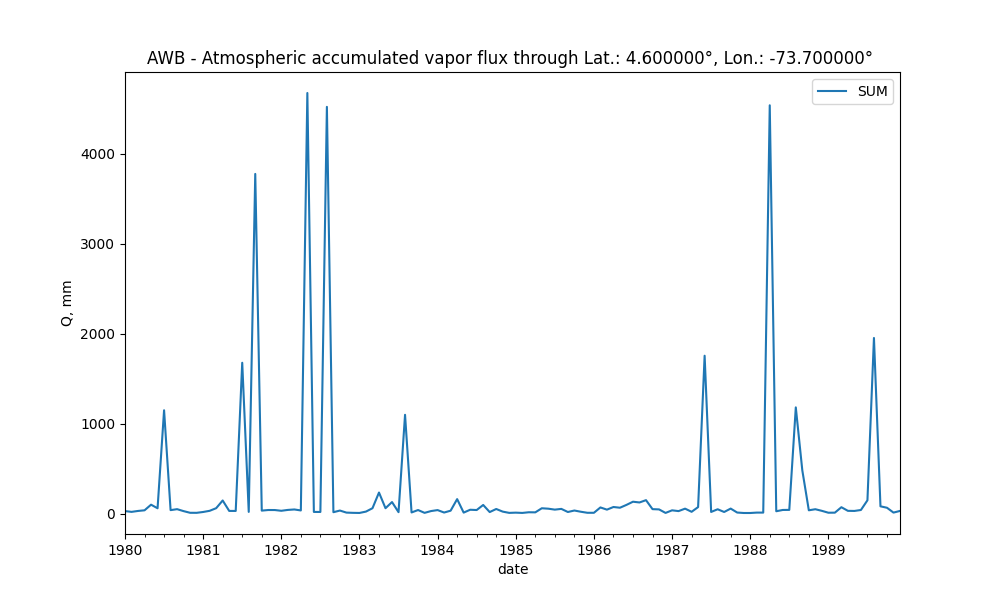 AWB - Atmospheric accumulated vapor flux through Lat.: 4.600000°, Lon.: -73.700000°
SUM
Q, mm
4000
3000
2000
1000
0
1980 1981 1982 1983 1984 1985 1986 1987 1988 1989
date